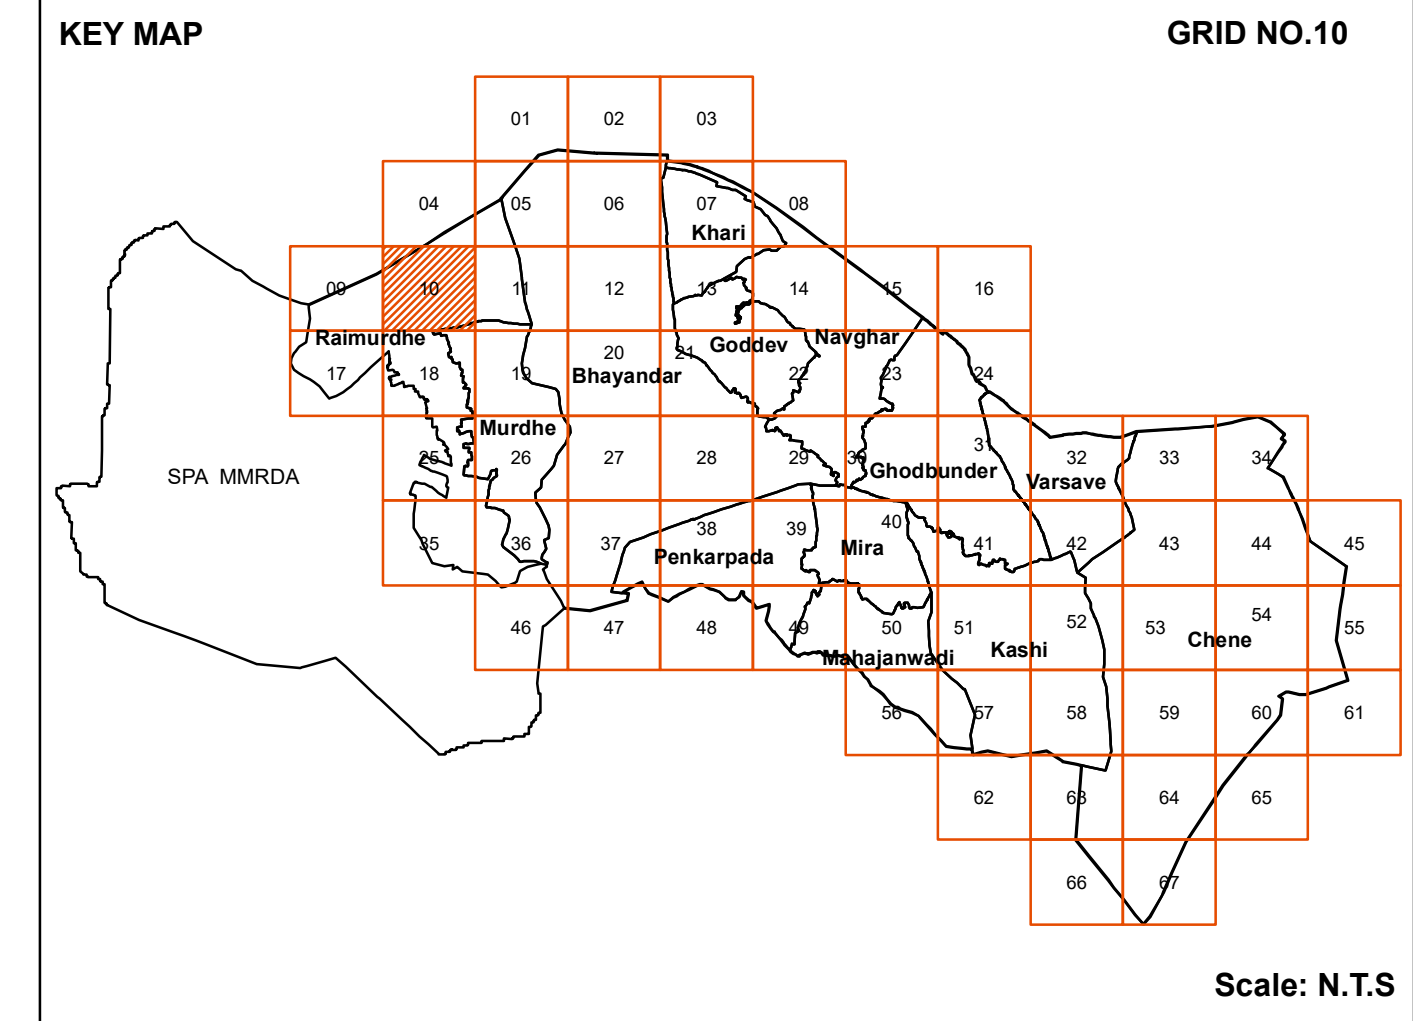 KEY MAP
GRID NO.10
01 02 03
04 05 06 07 08
Khari
09 10 11 12 13 14 15 16
Raimurdhe
Goddev
Navghar
17 18 19 20 21 22 23 24
Bhayandar
Murdhe
25 26 27 28 29 30 31 32 33 34
Ghodbunder
Varsave
SPA MMRDA
35 36 37 38 39 40 41 42 43 44 45
Penkarpada
Mira
46 47 48 49 50 51 52 53 54 55
Mahajanwadi
Kashi
Chene
56 57 58 59 60 61
62 63 64 65
66 67
Scale: N.T.S